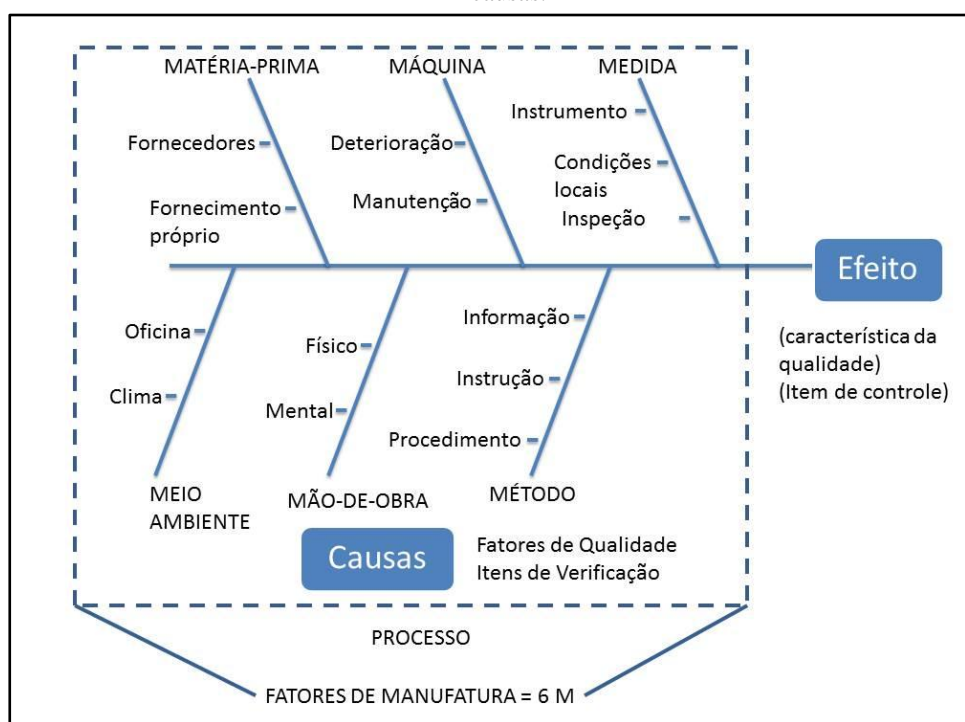 MATÉRIA-PRIMA
MÁQUINA
MEDIDA
Fornecedores
Fornecimento
próprio
Deterioração
Manutenção
Instrumento
Condições
locais
Inspeção
Efeito
(característica da
qualidade)
(Item de controle)
Oficina
Clima
MEIO
AMBIENTE
Físico
Mental
MÃO-DE-OBRA
Informação
Instrução
Procedimento
MÉTODO
Causas
Fatores de Qualidade
Itens de Verificação
PROCESSO
FATORES DE MANUFATURA = 6 M